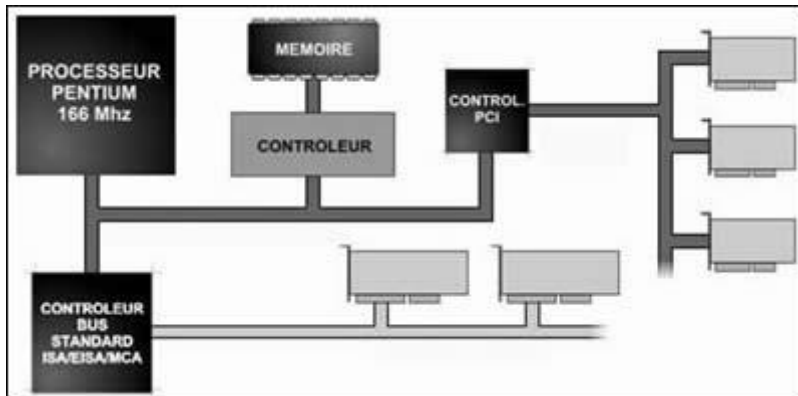 PROCESSEUR
PENTIUM
166 Mhz
MEMOIRE
CONTROLEUR
CONTROL.
PCI
CONTROLEUR
BUS
STANDARD
ISA/EISA/MCA